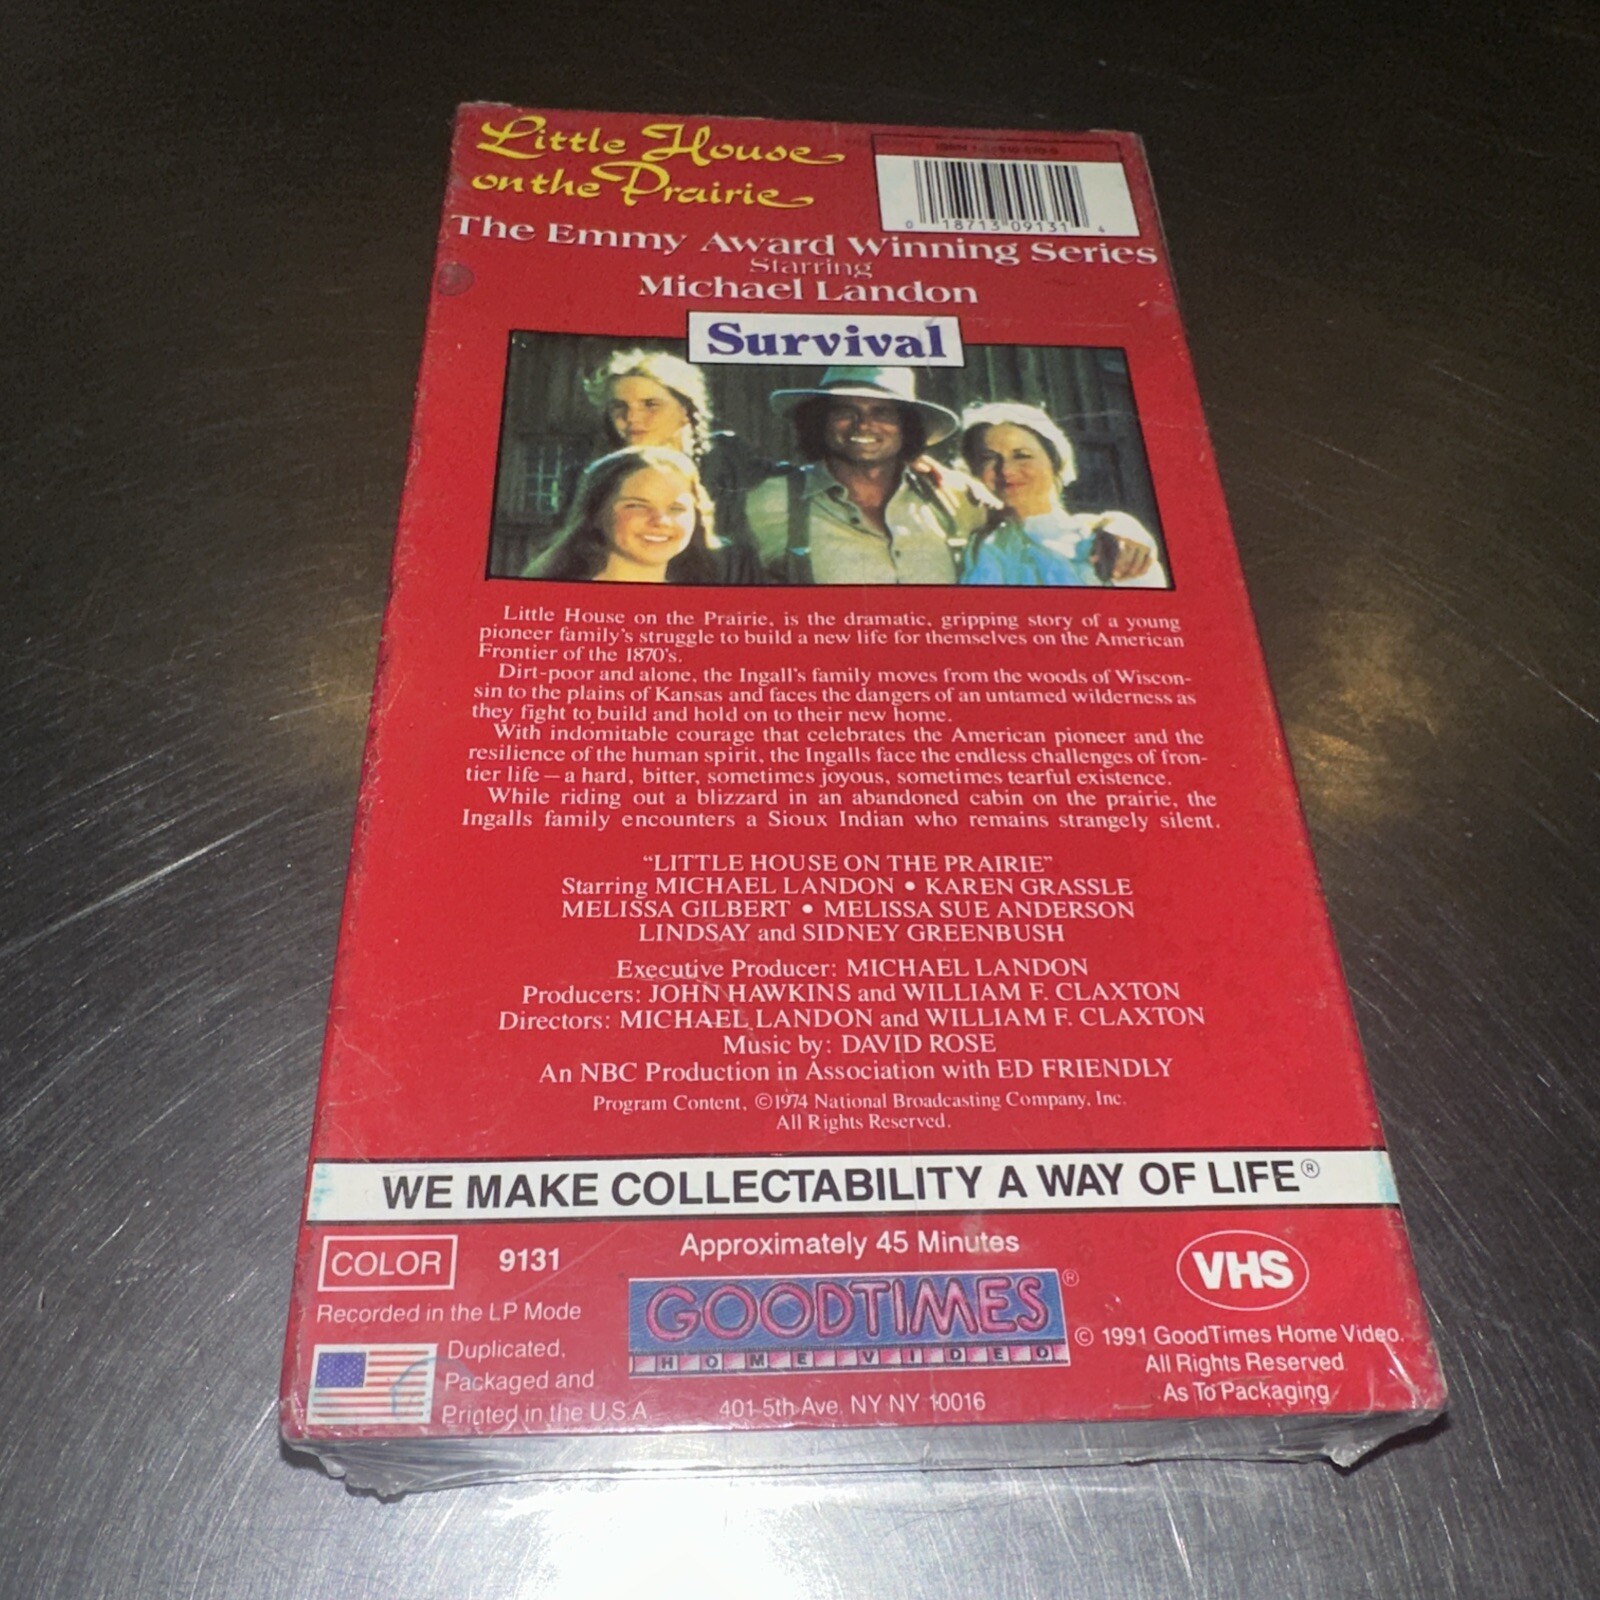 Little House
on the Prairie
0 18713 09131 4
The Emmy Award Winning Series
Starring
Michael Landon
Survival
Little House on the Prairie, is the dramatic, gripping story of a young
pioneer family's struggle to build a new life for themselves on the American
Frontier of the 1870's.
Dirt-poor and alone, the Ingall's family moves from the woods of Wiscon-
sin to the plains of Kansas and faces the dangers of an untamed wilderness as
they fight to build and hold on to their new home.
With indomitable courage that celebrates the American pioneer and the
resilience of the human spirit, the Ingalls face the endless challenges of fron-
tier life—a hard, bitter, sometimes joyous, sometimes tearful existence.
While riding out a blizzard in an abandoned cabin on the prairie, the
Ingalls family encounters a Sioux Indian who remains strangely silent.
"LITTLE HOUSE ON THE PRAIRIE"
Starring MICHAEL LANDON • KAREN GRASSLE
MELISSA GILBERT • MELISSA SUE ANDERSON
LINDSAY and SIDNEY GREENBUSH
Executive Producer: MICHAEL LANDON
Producers: JOHN HAWKINS and WILLIAM F. CLAXTON
Directors: MICHAEL LANDON and WILLIAM F. CLAXTON
Music by: DAVID ROSE
An NBC Production in Association with ED FRIENDLY
Program Content, ©1974 National Broadcasting Company, Inc.
All Rights Reserved.
WE MAKE COLLECTABILITY A WAY OF LIFE®
COLOR 9131
Approximately 45 Minutes
VHS
Recorded in the LP Mode
GOODTIMES®
HOME VIDEO
Duplicated,
Packaged and
Printed in the U.S.A
401 5th Ave. NY NY 10016
© 1991 GoodTimes Home Video.
All Rights Reserved
As To Packaging